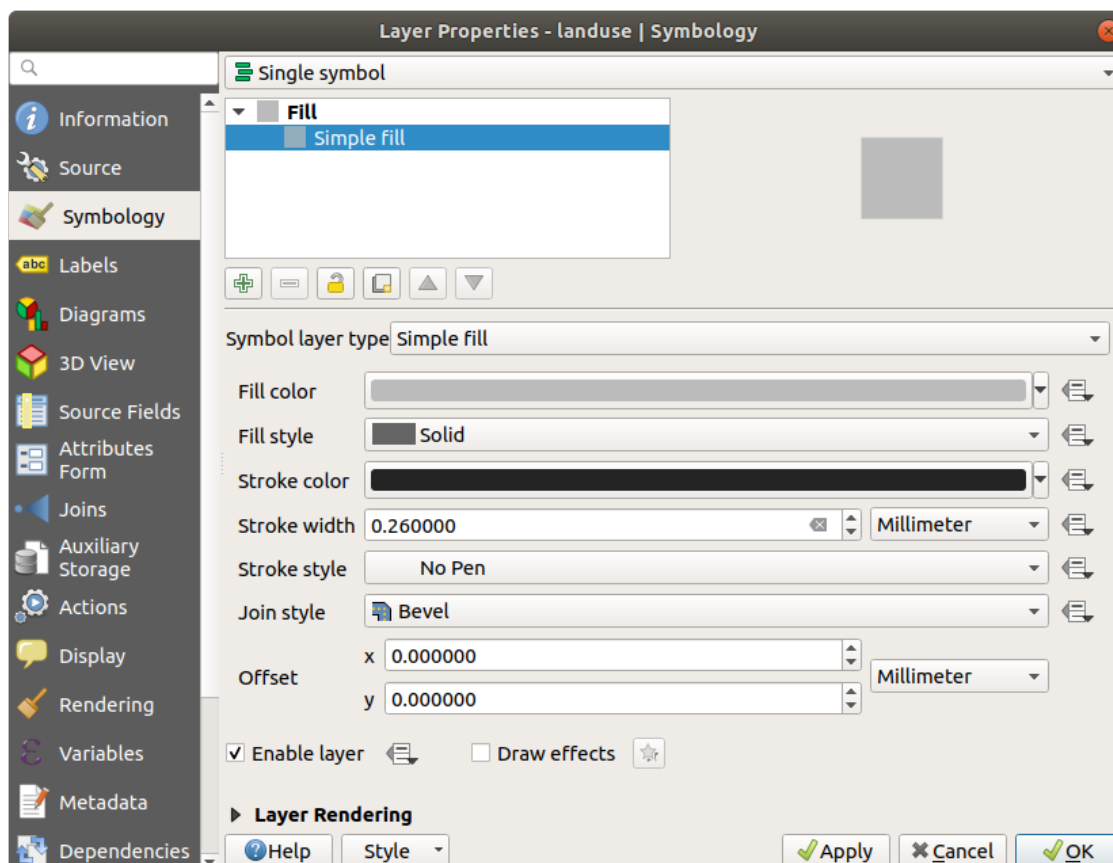 Layer Properties - landuse | Symbology
Single symbol
Information
Source
Symbology
abc Labels
Diagrams
3D View
Source Fields
Attributes
Form
Joins
Auxiliary
Storage
Actions
Display
Rendering
Variables
Metadata
Dependencies
Fill
Simple fill
Symbol layer type Simple fill
Fill color
Fill style Solid
Stroke color
Stroke width 0.260000 Millimeter
Stroke style No Pen
Join style Bevel
Offset
x 0.000000
y 0.000000
Millimeter
Enable layer Draw effects
Layer Rendering
Help Style Apply Cancel OK